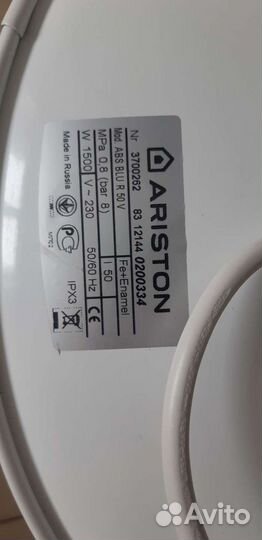 ARISTON
Nr 3700262 83 12144 0200334
Mod ABS BLU R 50 V Fe+Enamel
MPa 0,8 (bar 8) l 50
W 1500 V ~ 230 50/60 Hz CE
Made in Russia IPX3
Avito